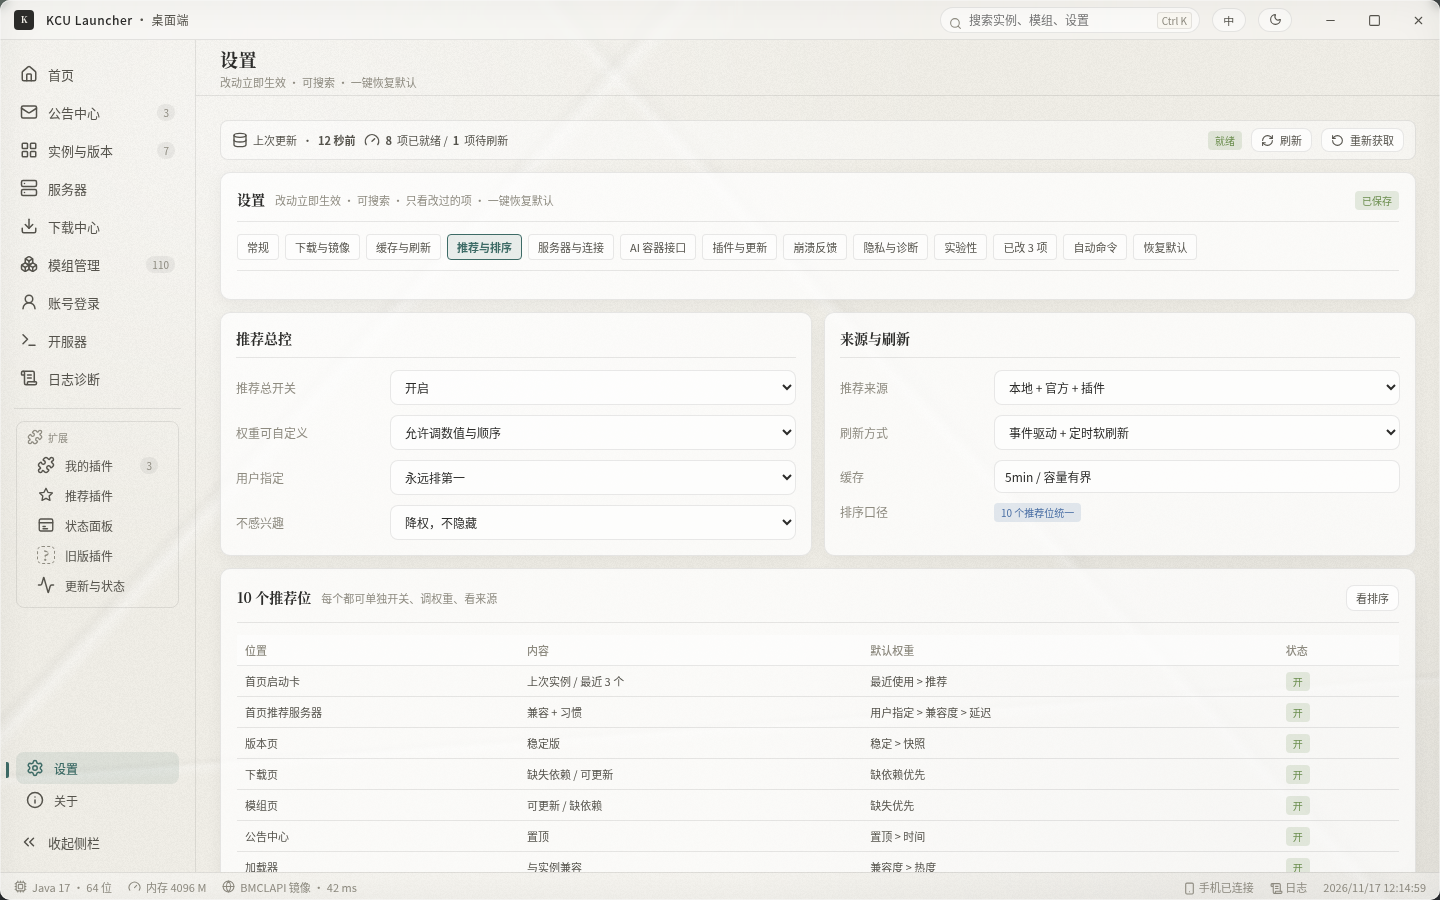 K KCU Launcher · 桌面端
搜索实例、模组、设置 Ctrl K 中
首页
公告中心 3
实例与版本 7
服务器
下载中心
模组管理 110
账号登录
开服器
日志诊断
扩展
我的插件 3
推荐插件
状态面板
? 旧版插件
更新与状态
设置
关于
收起侧栏
设置
改动立即生效 · 可搜索 · 一键恢复默认
上次更新 · 12 秒前 8 项已就绪 / 1 项待刷新 就绪 刷新 重新获取
设置 改动立即生效 · 可搜索 · 只看改过的项 · 一键恢复默认 已保存
常规 下载与镜像 缓存与刷新 推荐与排序 服务器与连接 AI 容器接口 插件与更新 崩溃反馈 隐私与诊断 实验性 已改 3 项 自动命令 恢复默认
推荐总控
推荐总开关 开启
权重可自定义 允许调数值与顺序
用户指定 永远排第一
不感兴趣 降权，不隐藏
来源与刷新
推荐来源 本地 + 官方 + 插件
刷新方式 事件驱动 + 定时软刷新
缓存 5min / 容量有界
排序口径 10 个推荐位统一
10 个推荐位 每个都可单独开关、调权重、看来源 看排序
位置 内容 默认权重 状态
首页启动卡 上次实例 / 最近 3 个 最近使用 > 推荐 开
首页推荐服务器 兼容 + 习惯 用户指定 > 兼容度 > 延迟 开
版本页 稳定版 稳定 > 快照 开
下载页 缺失依赖 / 可更新 缺依赖优先 开
模组页 可更新 / 缺依赖 缺失优先 开
公告中心 置顶 置顶 > 时间 开
加载器 与实例兼容 兼容度 > 热度 开
Java 17 · 64 位 内存 4096 M BMCLAPI 镜像 · 42 ms 手机已连接 日志 2026/11/17 12:14:59